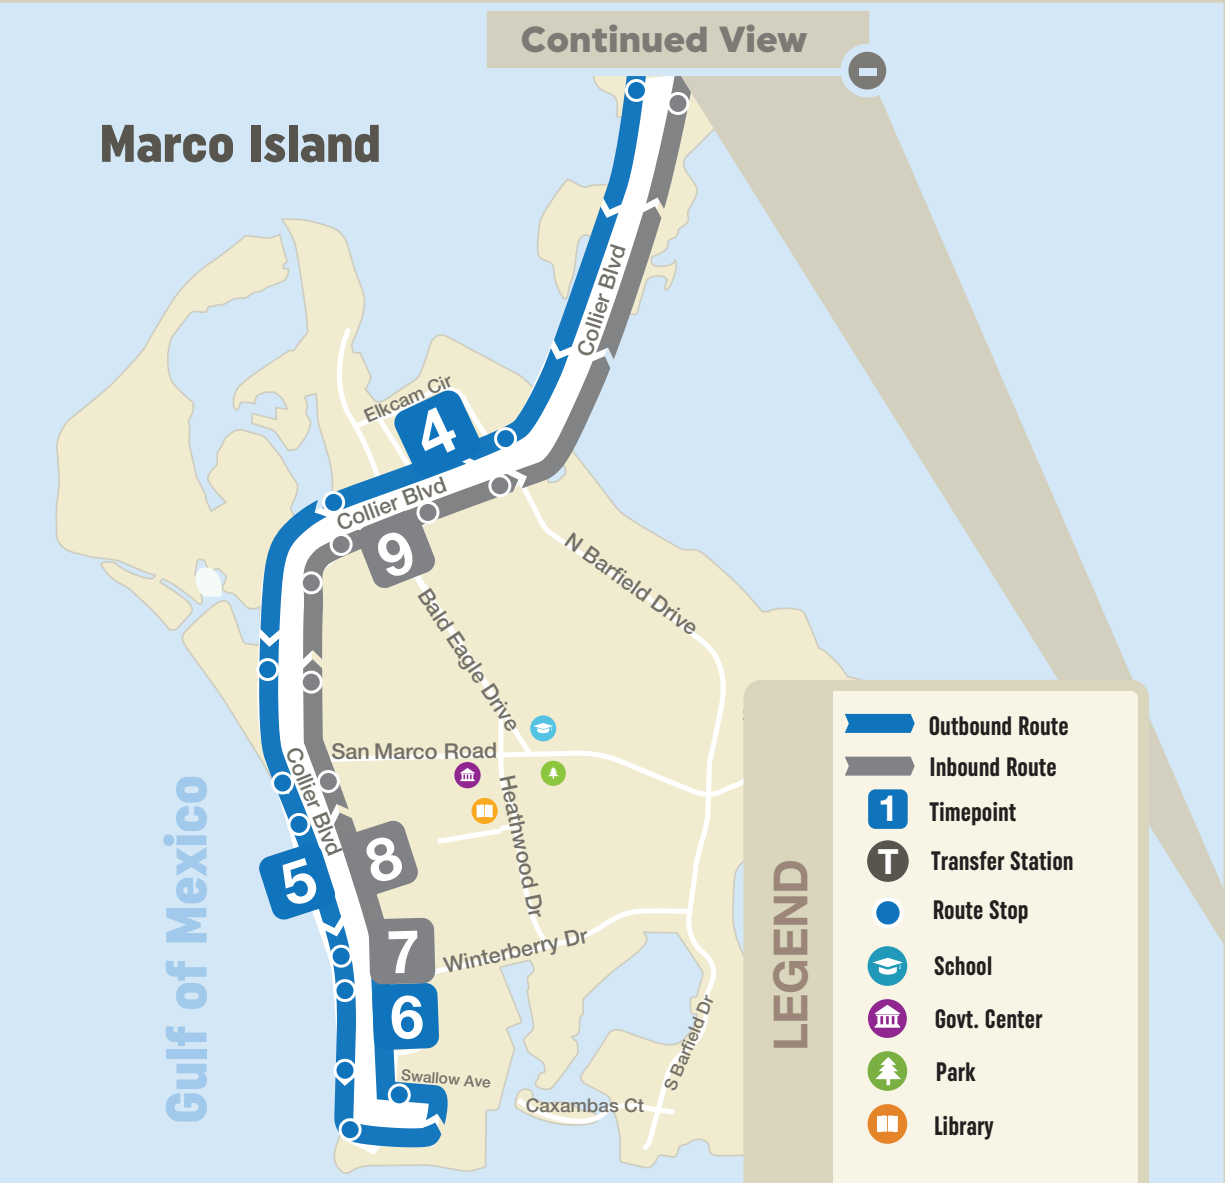 Continued View
Marco Island
Collier Blvd
Elkcam Cir
4
Collier Blvd
9
N Barfield Drive
Bald Eagle Drive
San Marco Road
Collier Blvd
Heathwood Dr
8
5
7
Winterberry Dr
6
Swallow Ave
Caxambas Ct
S Barfield Dr
Gulf of Mexico
LEGEND
Outbound Route
Inbound Route
1 Timepoint
T Transfer Station
Route Stop
School
Govt. Center
Park
Library